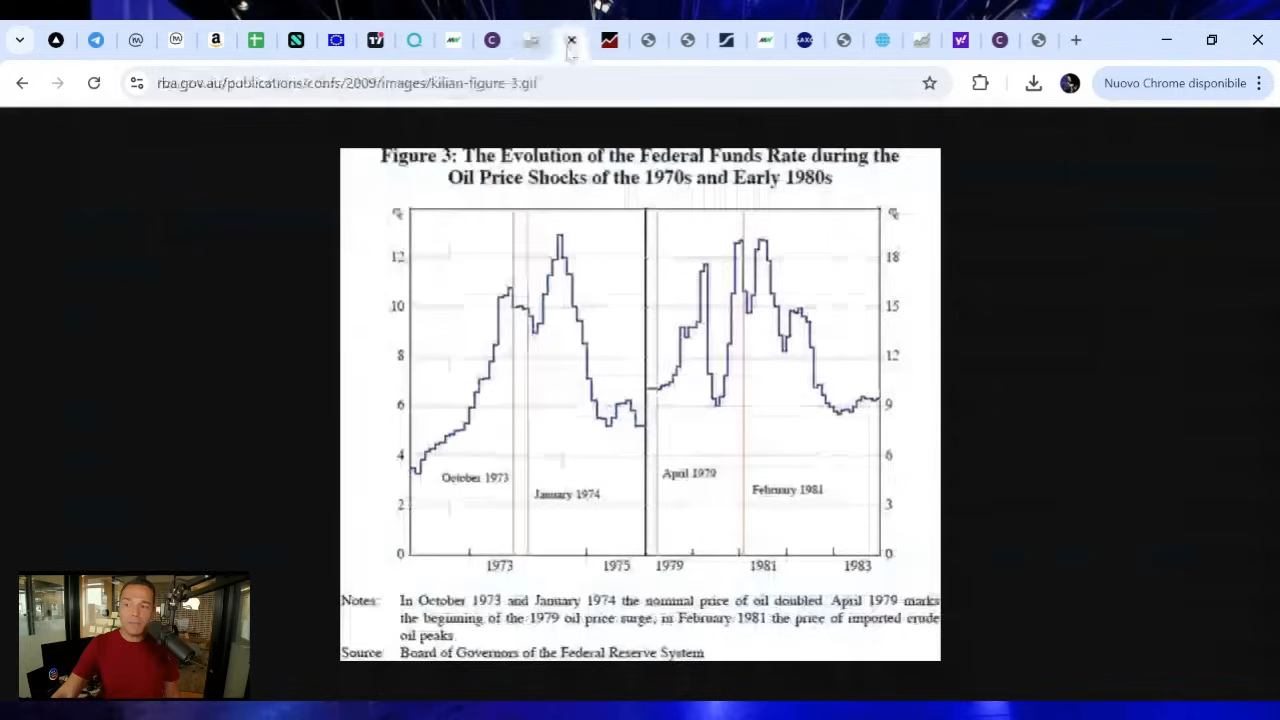 rba.gov.au/publications/confs/2009/images/kilian-figure-3.gif
Nuovo Chrome disponibile
Figure 3: The Evolution of the Federal Funds Rate during the
Oil Price Shocks of the 1970s and Early 1980s
% %
12 18
10 15
8 12
6 9
4 6
October 1973 April 1979
January 1974 February 1981
2 3
0 0
1973 1975 1979 1981 1983
Notes: In October 1973 and January 1974 the nominal price of oil doubled. April 1979 marks
the beginning of the 1979 oil price surge, in February 1981 the price of imported crude
oil peaks.
Source: Board of Governors of the Federal Reserve System